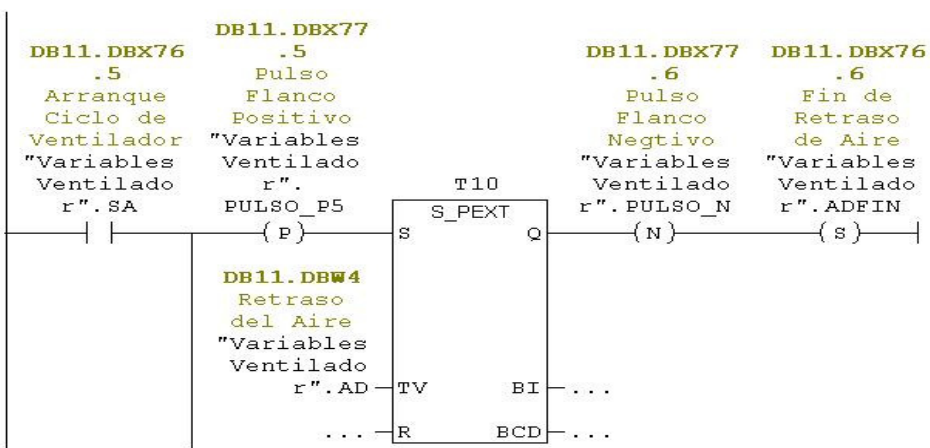 DB11.DBX76
.5
Arranque
Ciclo de
Ventilador
"Variables
Ventilado
r".SA
DB11.DBX77
.5
Pulso
Flanco
Positivo
"Variables
Ventilado
r".
PULSO_P5
P
DB11.DBW4
Retraso
del Aire
"Variables
Ventilado
r".AD
...
T10
S_PEXT
S
Q
TV
BI
...
R
BCD
...
DB11.DBX77
.6
Pulso
Flanco
Negtivo
"Variables
Ventilado
r".PULSO_N
N
DB11.DBX76
.6
Fin de
Retraso
de Aire
"Variables
Ventilado
r".ADFIN
S